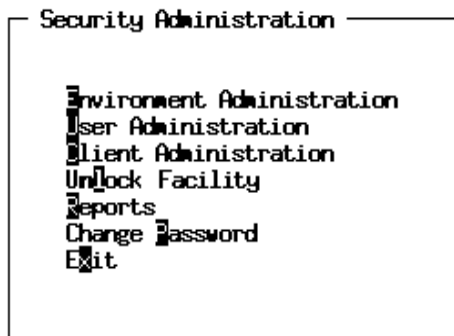 Security Administration
Environment Administration
User Administration
Client Administration
UnLock Facility
Reports
Change Password
Exit